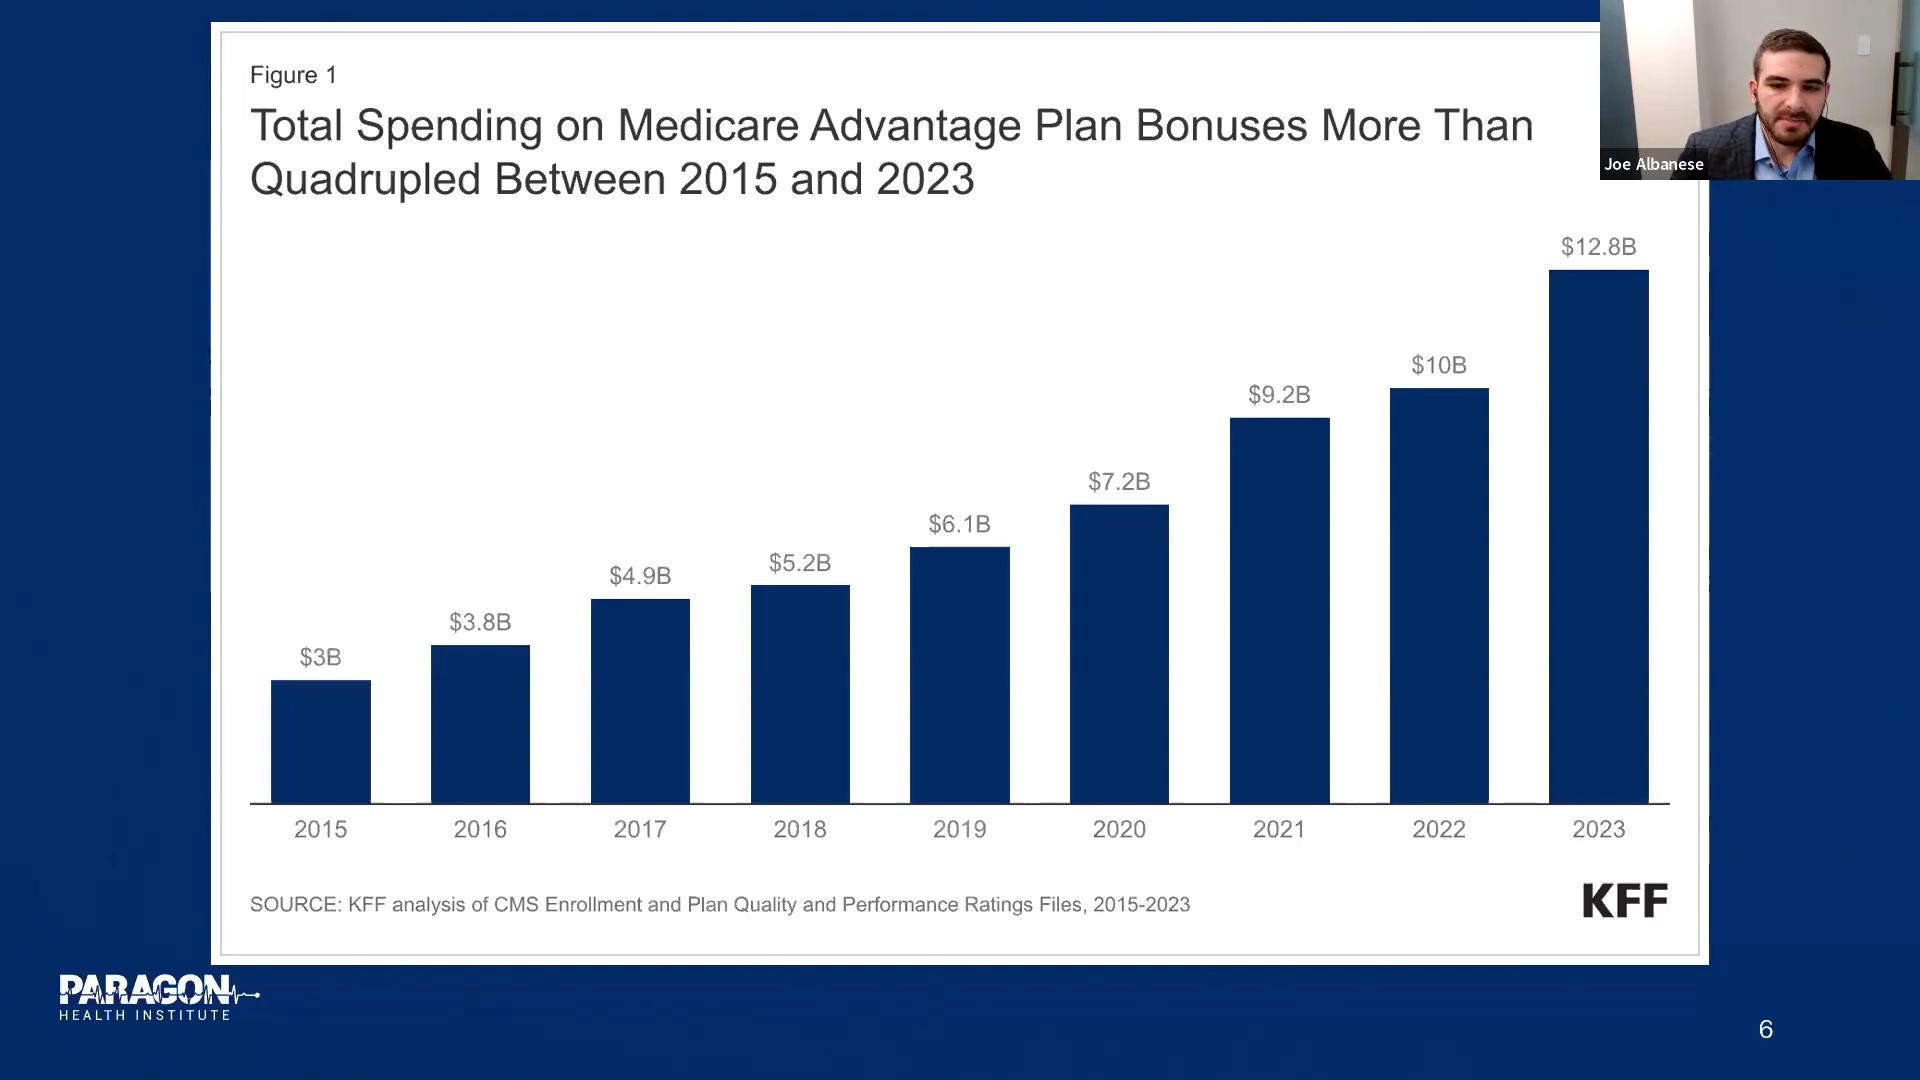 Figure 1
Total Spending on Medicare Advantage Plan Bonuses More Than
Quadrupled Between 2015 and 2023
Joe Albanese
$12.8B
$10B
$9.2B
$7.2B
$6.1B
$5.2B
$4.9B
$3.8B
$3B
2015 2016 2017 2018 2019 2020 2021 2022 2023
SOURCE: KFF analysis of CMS Enrollment and Plan Quality and Performance Ratings Files, 2015-2023
KFF
PARAGON
HEALTH INSTITUTE
6